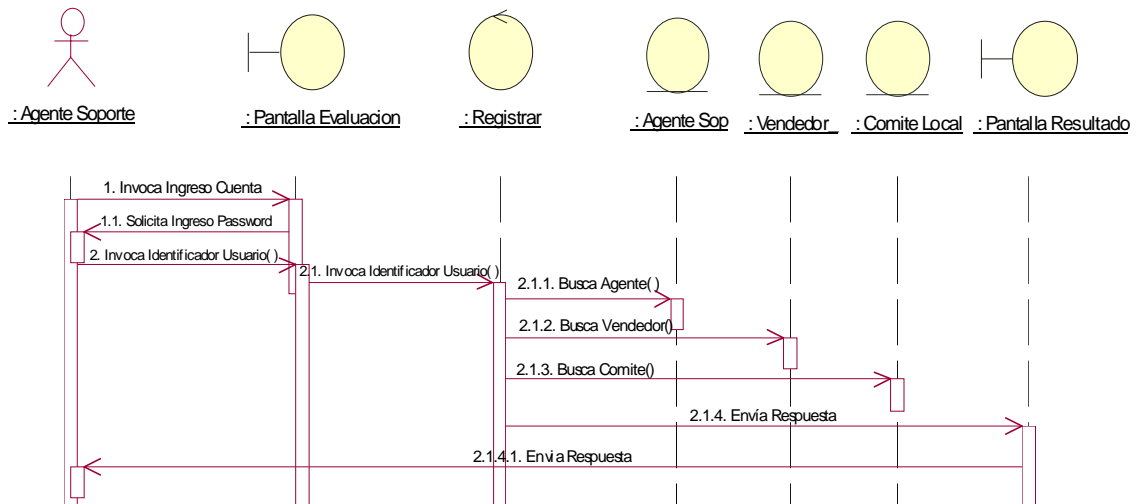 : Agente Soporte
: Pantalla Evaluacion
: Registrar
: Agente Sop
: Vendedor_
: Comite Local
: Pantalla Resultado
1. Invoca Ingreso Cuenta
1.1. Solicita Ingreso Password
2. Invoca Identificador Usuario( )
2.1. Invoca Identificador Usuario( )
2.1.1. Busca Agente( )
2.1.2. Busca Vendedor()
2.1.3. Busca Comite()
2.1.4. Envía Respuesta
2.1.4.1. Envia Respuesta